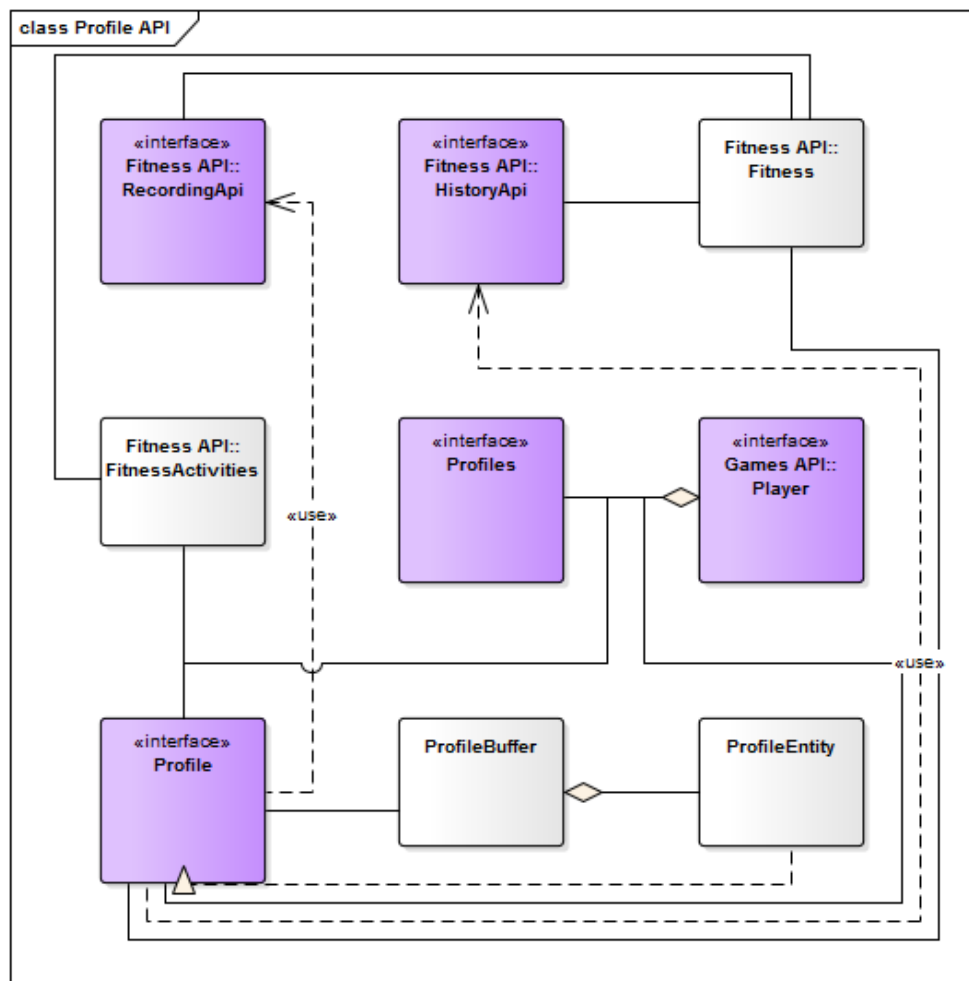 class Profile API
«interface»
Fitness API::
RecordingApi
«interface»
Fitness API::
HistoryApi
Fitness API::
Fitness
Fitness API::
FitnessActivities
«interface»
Profiles
«interface»
Games API::
Player
«use»
«use»
«interface»
Profile
ProfileBuffer
ProfileEntity